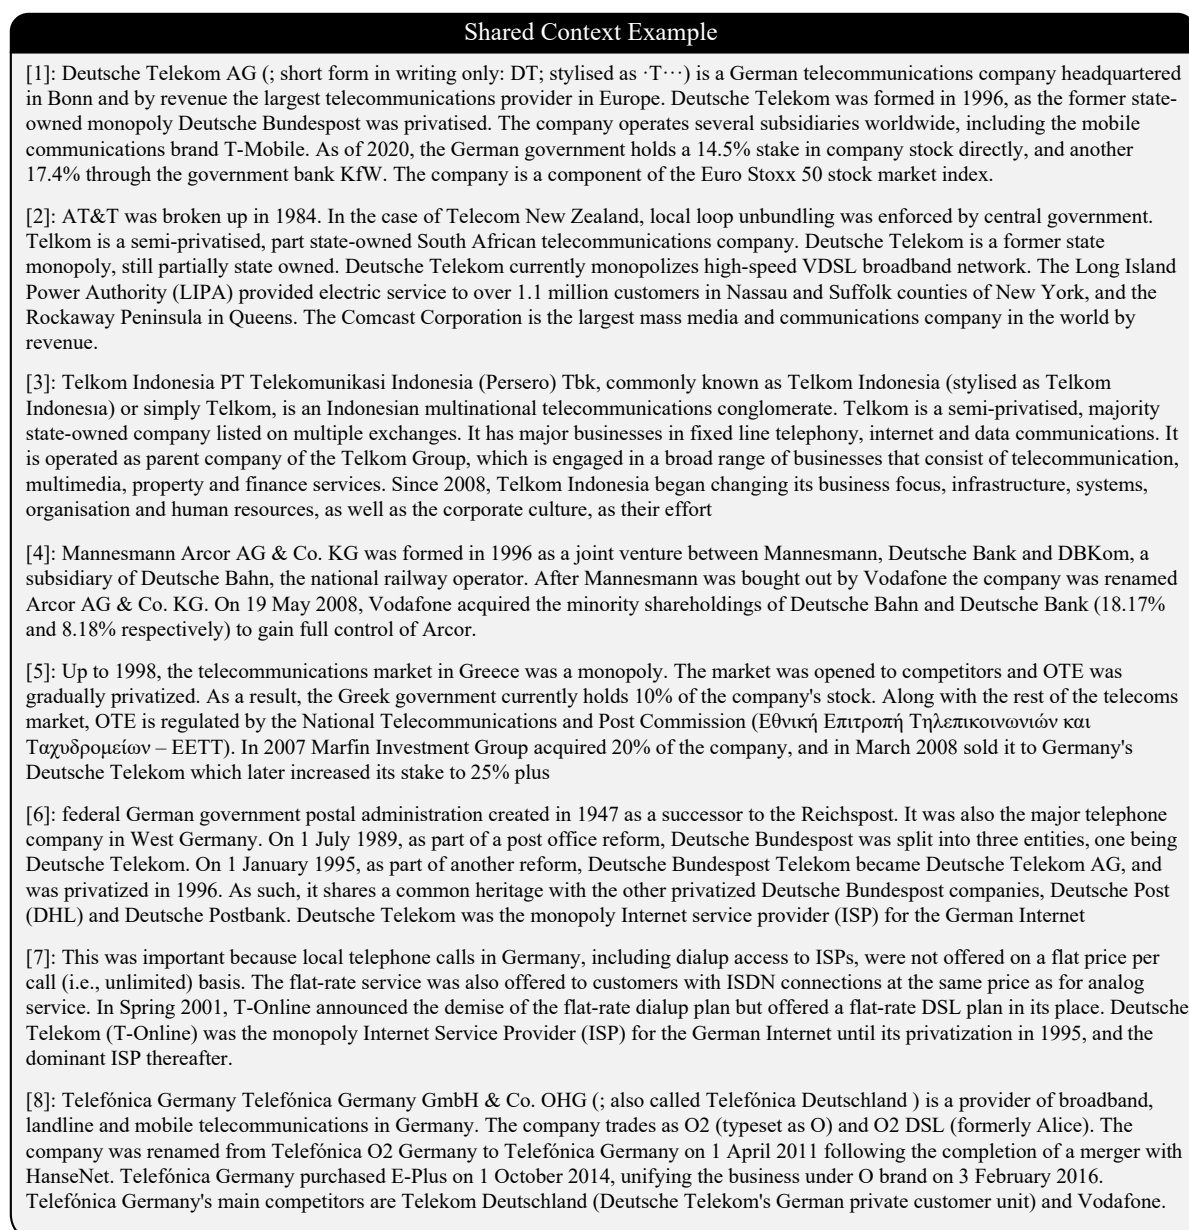 Shared Context Example
[1]: Deutsche Telekom AG (; short form in writing only: DT; stylised as ·T···) is a German telecommunications company headquartered
in Bonn and by revenue the largest telecommunications provider in Europe. Deutsche Telekom was formed in 1996, as the former state-
owned monopoly Deutsche Bundespost was privatised. The company operates several subsidiaries worldwide, including the mobile
communications brand T-Mobile. As of 2020, the German government holds a 14.5% stake in company stock directly, and another
17.4% through the government bank KfW. The company is a component of the Euro Stoxx 50 stock market index.
[2]: AT&T was broken up in 1984. In the case of Telecom New Zealand, local loop unbundling was enforced by central government.
Telkom is a semi-privatised, part state-owned South African telecommunications company. Deutsche Telekom is a former state
monopoly, still partially state owned. Deutsche Telekom currently monopolizes high-speed VDSL broadband network. The Long Island
Power Authority (LIPA) provided electric service to over 1.1 million customers in Nassau and Suffolk counties of New York, and the
Rockaway Peninsula in Queens. The Comcast Corporation is the largest mass media and communications company in the world by
revenue.
[3]: Telkom Indonesia PT Telekomunikasi Indonesia (Persero) Tbk, commonly known as Telkom Indonesia (stylised as Telkom
Indonesıa) or simply Telkom, is an Indonesian multinational telecommunications conglomerate. Telkom is a semi-privatised, majority
state-owned company listed on multiple exchanges. It has major businesses in fixed line telephony, internet and data communications. It
is operated as parent company of the Telkom Group, which is engaged in a broad range of businesses that consist of telecommunication,
multimedia, property and finance services. Since 2008, Telkom Indonesia began changing its business focus, infrastructure, systems,
organisation and human resources, as well as the corporate culture, as their effort
[4]: Mannesmann Arcor AG & Co. KG was formed in 1996 as a joint venture between Mannesmann, Deutsche Bank and DBKom, a
subsidiary of Deutsche Bahn, the national railway operator. After Mannesmann was bought out by Vodafone the company was renamed
Arcor AG & Co. KG. On 19 May 2008, Vodafone acquired the minority shareholdings of Deutsche Bahn and Deutsche Bank (18.17%
and 8.18% respectively) to gain full control of Arcor.
[5]: Up to 1998, the telecommunications market in Greece was a monopoly. The market was opened to competitors and OTE was
gradually privatized. As a result, the Greek government currently holds 10% of the company's stock. Along with the rest of the telecoms
market, OTE is regulated by the National Telecommunications and Post Commission (Εθνική Επιτροπή Τηλεπικοινωνιών και
Ταχυδρομείων – ΕΕΤΤ). In 2007 Marfin Investment Group acquired 20% of the company, and in March 2008 sold it to Germany's
Deutsche Telekom which later increased its stake to 25% plus
[6]: federal German government postal administration created in 1947 as a successor to the Reichspost. It was also the major telephone
company in West Germany. On 1 July 1989, as part of a post office reform, Deutsche Bundespost was split into three entities, one being
Deutsche Telekom. On 1 January 1995, as part of another reform, Deutsche Bundespost Telekom became Deutsche Telekom AG, and
was privatized in 1996. As such, it shares a common heritage with the other privatized Deutsche Bundespost companies, Deutsche Post
(DHL) and Deutsche Postbank. Deutsche Telekom was the monopoly Internet service provider (ISP) for the German Internet
[7]: This was important because local telephone calls in Germany, including dialup access to ISPs, were not offered on a flat price per
call (i.e., unlimited) basis. The flat-rate service was also offered to customers with ISDN connections at the same price as for analog
service. In Spring 2001, T-Online announced the demise of the flat-rate dialup plan but offered a flat-rate DSL plan in its place. Deutsche
Telekom (T-Online) was the monopoly Internet Service Provider (ISP) for the German Internet until its privatization in 1995, and the
dominant ISP thereafter.
[8]: Telefónica Germany Telefónica Germany GmbH & Co. OHG (; also called Telefónica Deutschland ) is a provider of broadband,
landline and mobile telecommunications in Germany. The company trades as O2 (typeset as O) and O2 DSL (formerly Alice). The
company was renamed from Telefónica O2 Germany to Telefónica Germany on 1 April 2011 following the completion of a merger with
HanseNet. Telefónica Germany purchased E-Plus on 1 October 2014, unifying the business under O brand on 3 February 2016.
Telefónica Germany's main competitors are Telekom Deutschland (Deutsche Telekom's German private customer unit) and Vodafone.